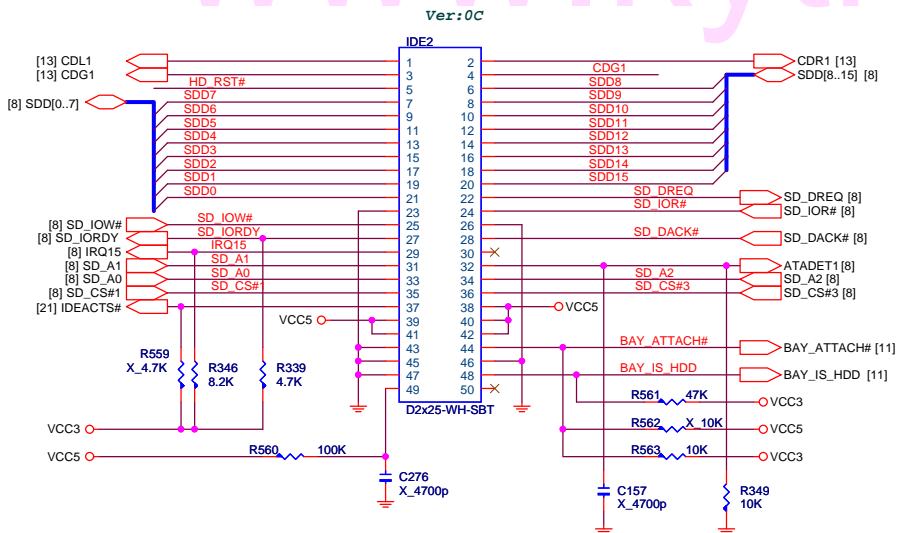 Ver:0C
IDE2
[13] CDL1 1 2 CDR1 [13]
[13] CDG1 3 4 CDG1 SDD[8..15] [8]
HD_RST# 5 6 SDD8
[8] SDD[0..7] SDD7 7 8 SDD9
SDD6 9 10 SDD10
SDD5 11 12 SDD11
SDD4 13 14 SDD12
SDD3 15 16 SDD13
SDD2 17 18 SDD14
SDD1 19 20 SDD15
SDD0 21 22 SD_DREQ SD_DREQ [8]
23 24 SD_IOR# SD_IOR# [8]
[8] SD_IOW# SD_IOW# 25 26
[8] SD_IORDY SD_IORDY 27 28 SD_DACK# SD_DACK# [8]
[8] IRQ15 IRQ15 29 30
[8] SD_A1 SD_A1 31 32 ATADET1[8]
[8] SD_A0 SD_A0 33 34 SD_A2 SD_A2 [8]
[8] SD_CS#1 SD_CS#1 35 36 SD_CS#3 SD_CS#3 [8]
[21] IDEACTS# 37 38 VCC5
VCC5 39 40
41 42
43 44 BAY_ATTACH# BAY_ATTACH# [11]
45 46
47 48 BAY_IS_HDD BAY_IS_HDD [11]
49 50
D2x25-WH-SBT
R559
X_4.7K
R346
8.2K
R339
4.7K
R561 47K VCC3
R562 X_10K VCC5
R563 10K VCC3
VCC3
VCC5 R560 100K
C276
X_4700p
C157
X_4700p
R349
10K